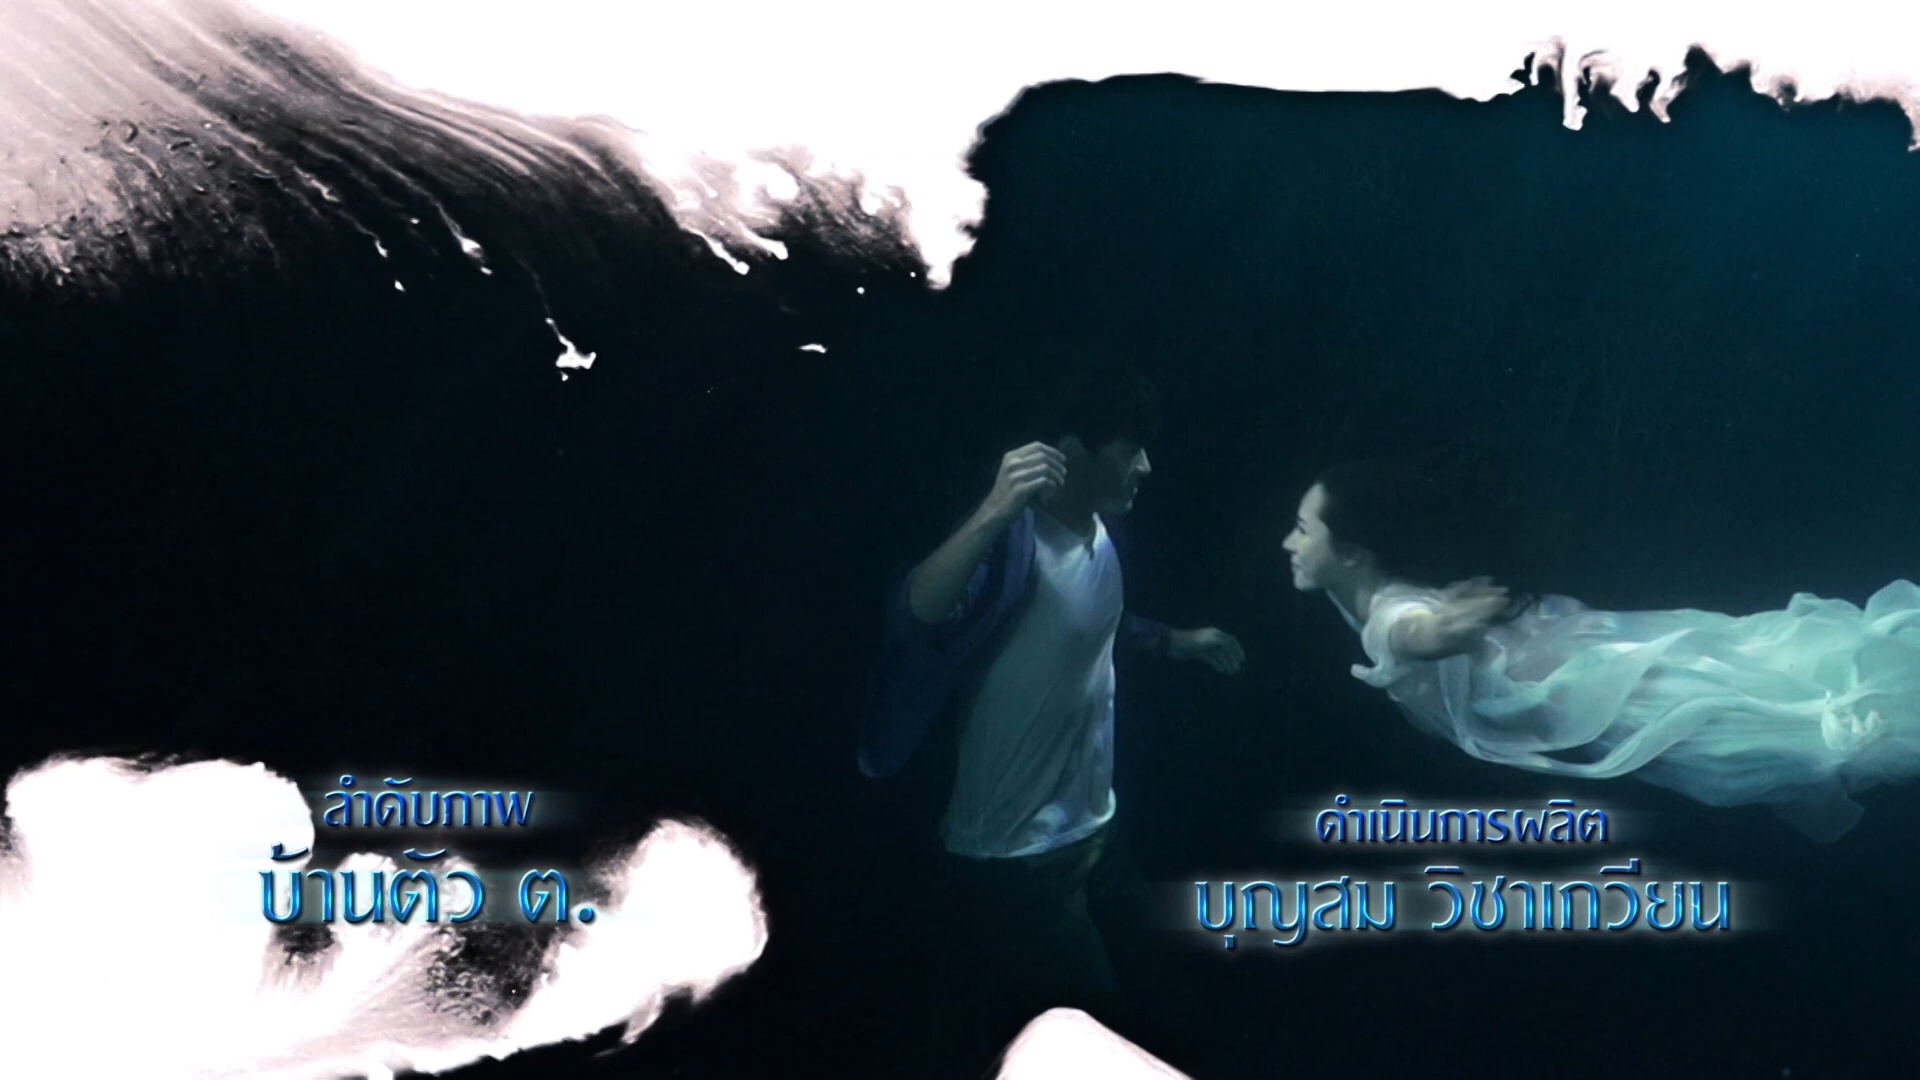 ลำดับภาพ
บ้านตัว ต.
ดำเนินการผลิต
บุญสม วิชาเกวียน